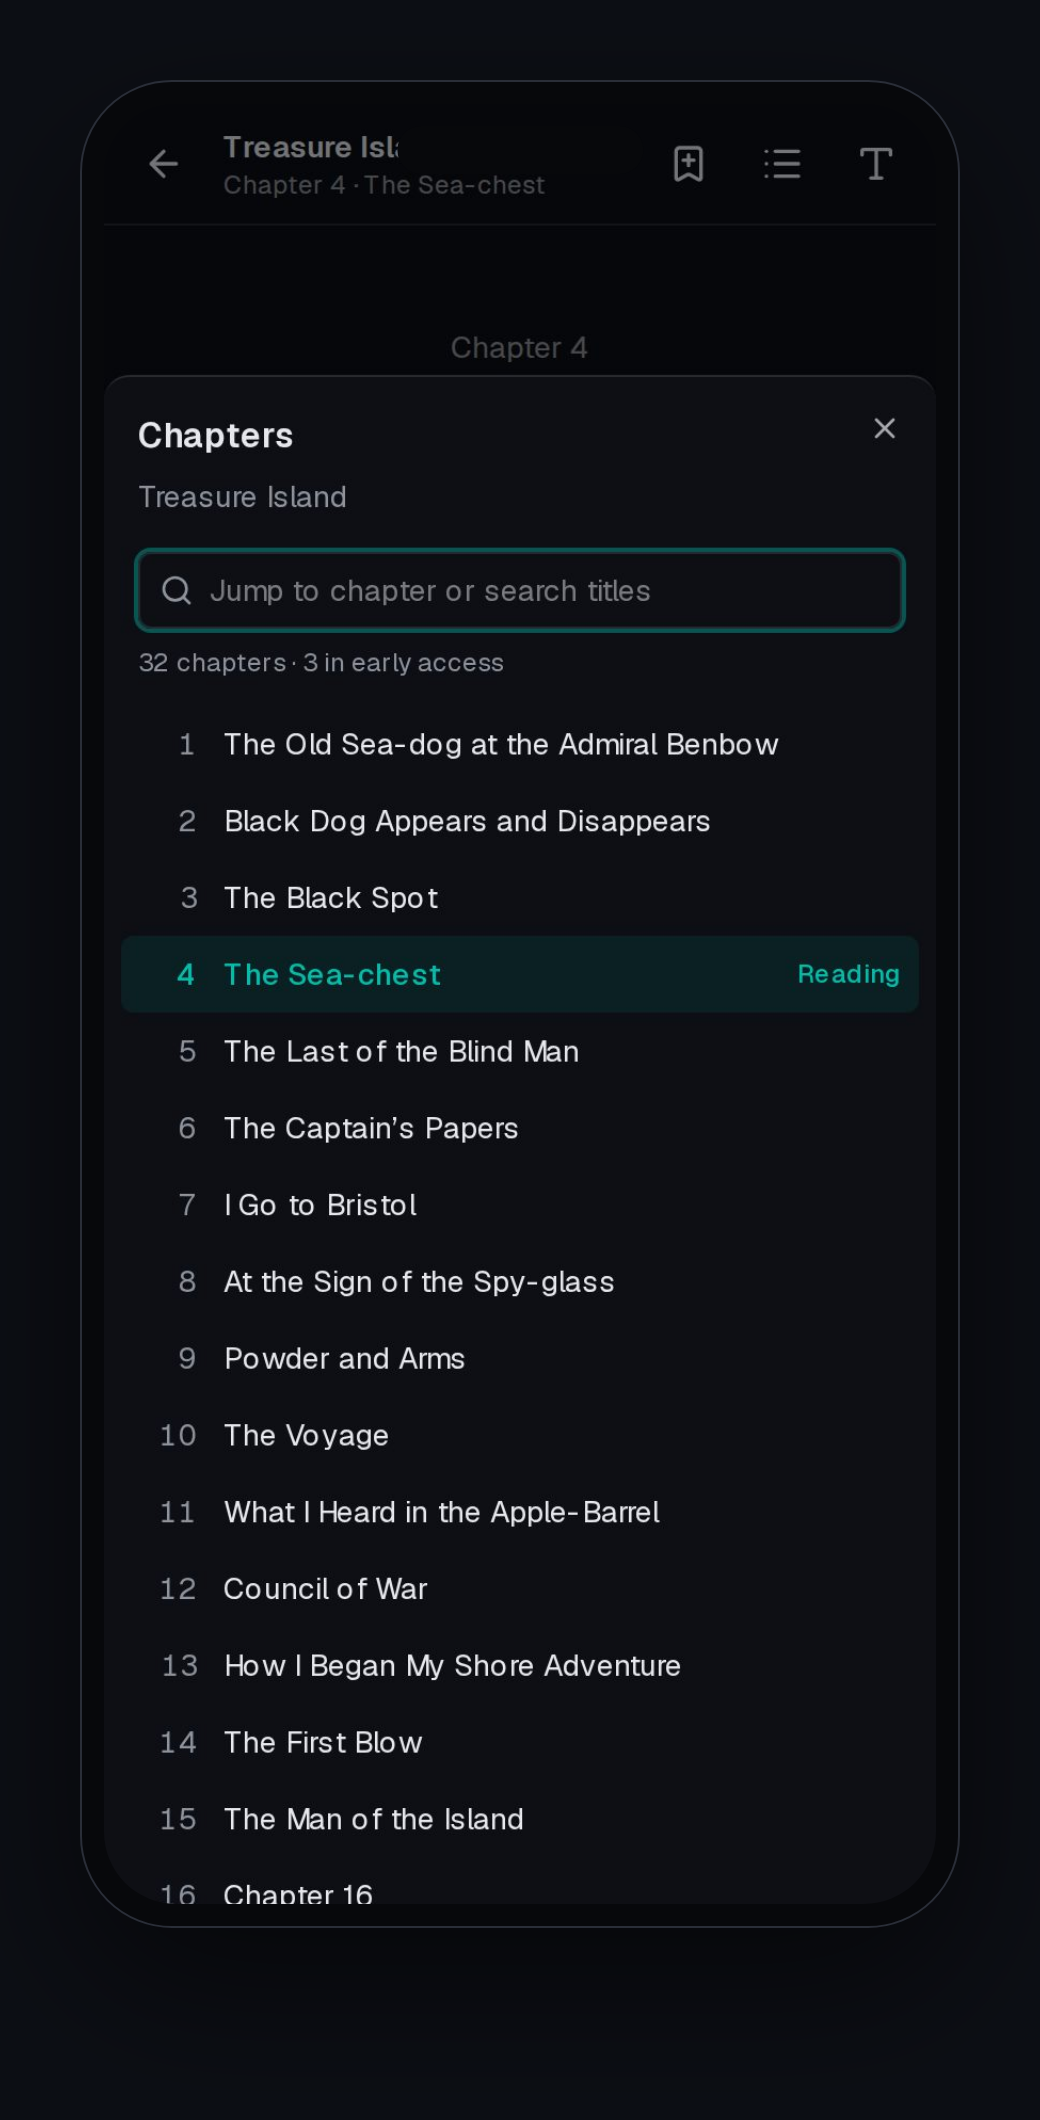 Treasure Isl
Chapter 4 · The Sea-chest
Chapter 4
Chapters
Treasure Island
Jump to chapter or search titles
32 chapters · 3 in early access
1 The Old Sea-dog at the Admiral Benbow
2 Black Dog Appears and Disappears
3 The Black Spot
4 The Sea-chest Reading
5 The Last of the Blind Man
6 The Captain’s Papers
7 I Go to Bristol
8 At the Sign of the Spy-glass
9 Powder and Arms
10 The Voyage
11 What I Heard in the Apple-Barrel
12 Council of War
13 How I Began My Shore Adventure
14 The First Blow
15 The Man of the Island
16 Chapter 16